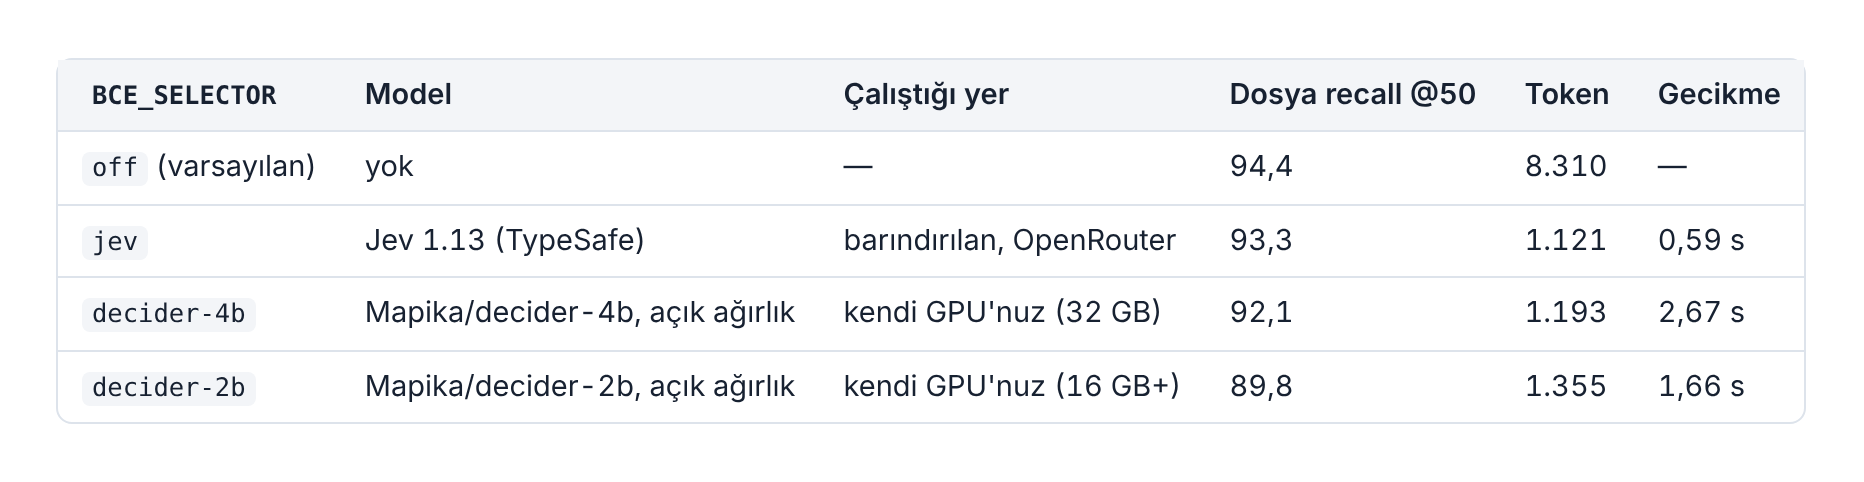 BCE_SELECTOR Model Çalıştığı yer Dosya recall @50 Token Gecikme
off (varsayılan) yok — 94,4 8.310 —
jev Jev 1.13 (TypeSafe) barındırılan, OpenRouter 93,3 1.121 0,59 s
decider-4b Mapika/decider-4b, açık ağırlık kendi GPU'nuz (32 GB) 92,1 1.193 2,67 s
decider-2b Mapika/decider-2b, açık ağırlık kendi GPU'nuz (16 GB+) 89,8 1.355 1,66 s